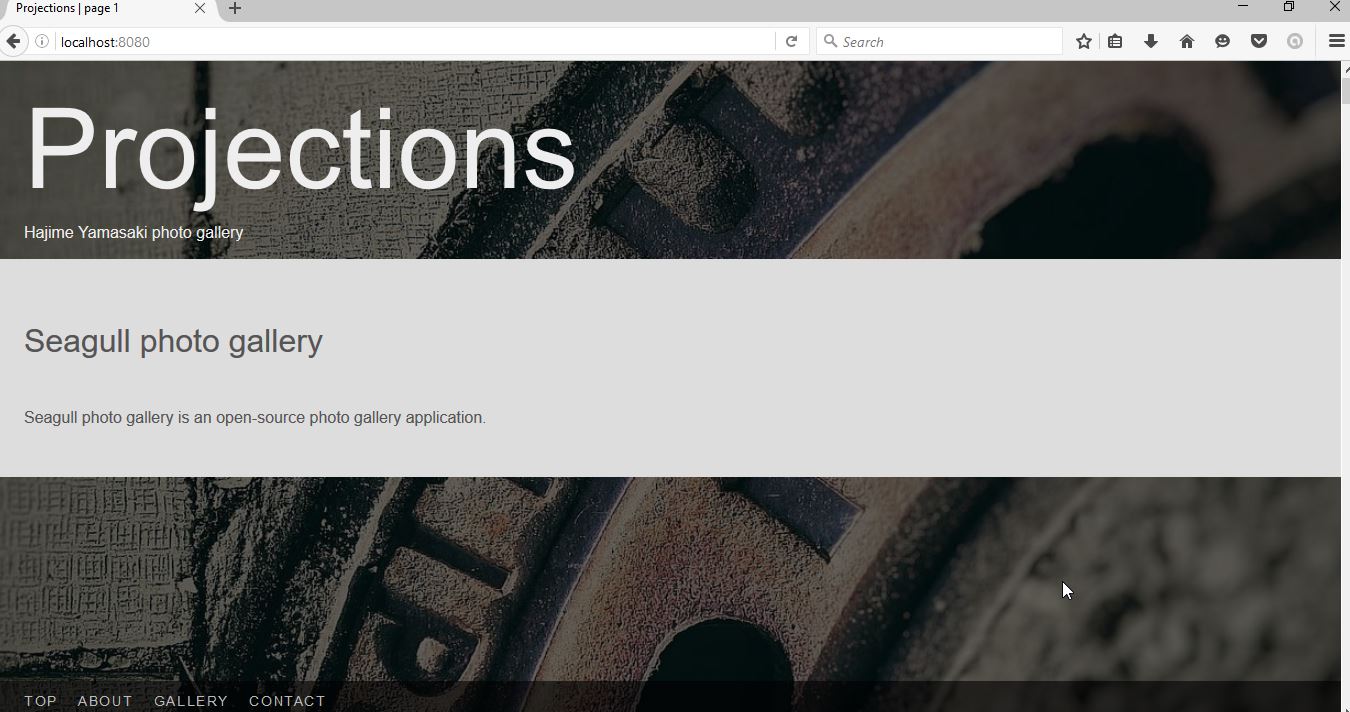 Projections | page 1
localhost:8080
Search
Projections
Hajime Yamasaki photo gallery
Seagull photo gallery
Seagull photo gallery is an open-source photo gallery application.
TOP ABOUT GALLERY CONTACT